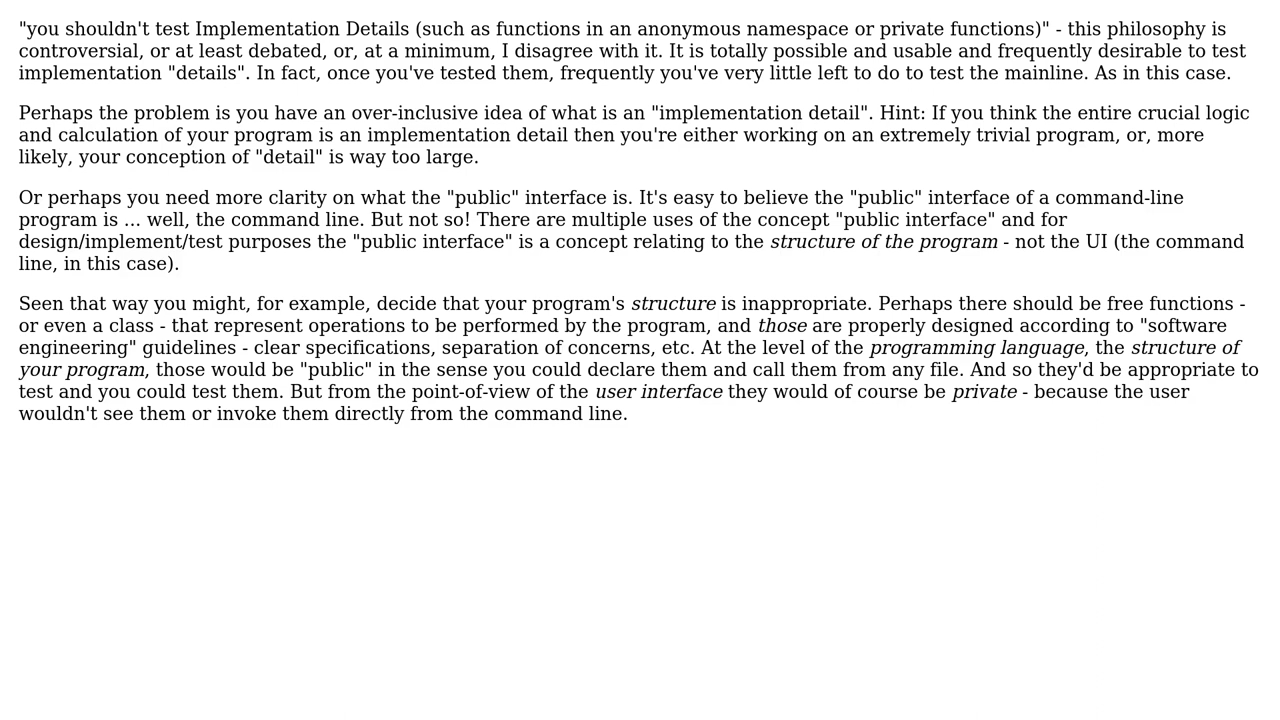 "you shouldn't test Implementation Details (such as functions in an anonymous namespace or private functions)" - this philosophy is
controversial, or at least debated, or, at a minimum, I disagree with it. It is totally possible and usable and frequently desirable to test
implementation "details". In fact, once you've tested them, frequently you've very little left to do to test the mainline. As in this case.
Perhaps the problem is you have an over-inclusive idea of what is an "implementation detail". Hint: If you think the entire crucial logic
and calculation of your program is an implementation detail then you're either working on an extremely trivial program, or, more
likely, your conception of "detail" is way too large.
Or perhaps you need more clarity on what the "public" interface is. It's easy to believe the "public" interface of a command-line
program is ... well, the command line. But not so! There are multiple uses of the concept "public interface" and for
design/implement/test purposes the "public interface" is a concept relating to the structure of the program - not the UI (the command
line, in this case).
Seen that way you might, for example, decide that your program's structure is inappropriate. Perhaps there should be free functions -
or even a class - that represent operations to be performed by the program, and those are properly designed according to "software
engineering" guidelines - clear specifications, separation of concerns, etc. At the level of the programming language, the structure of
your program, those would be "public" in the sense you could declare them and call them from any file. And so they'd be appropriate to
test and you could test them. But from the point-of-view of the user interface they would of course be private - because the user
wouldn't see them or invoke them directly from the command line.